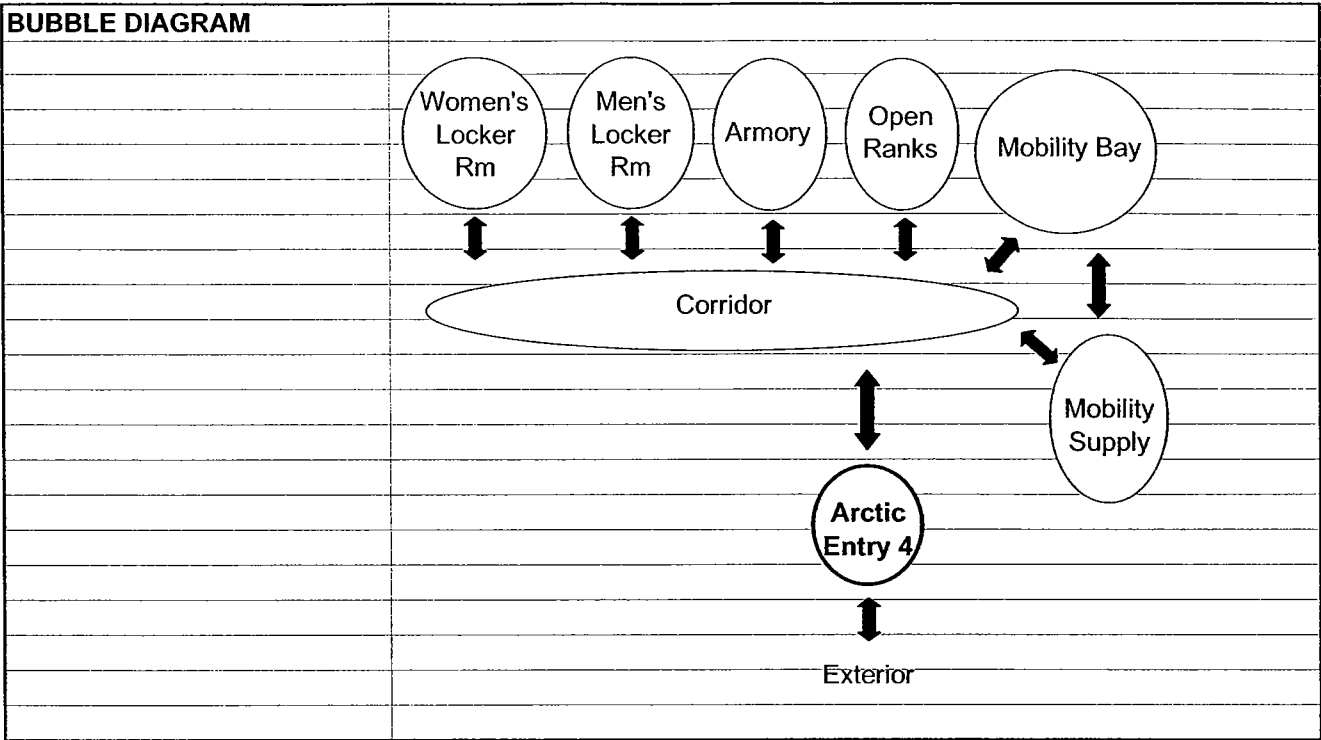 BUBBLE DIAGRAM
Women's
Locker
Rm
Men's
Locker
Rm
Armory
Open
Ranks
Mobility Bay
Corridor
Mobility
Supply
Arctic
Entry 4
Exterior